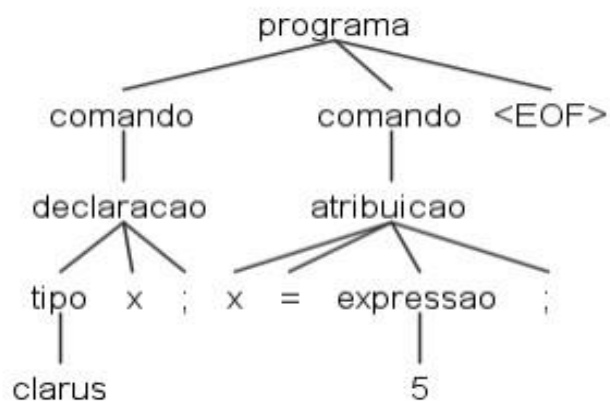 programa
comando comando <EOF>
declaracao atribuicao
tipo x ; x = expressao ;
clarus 5